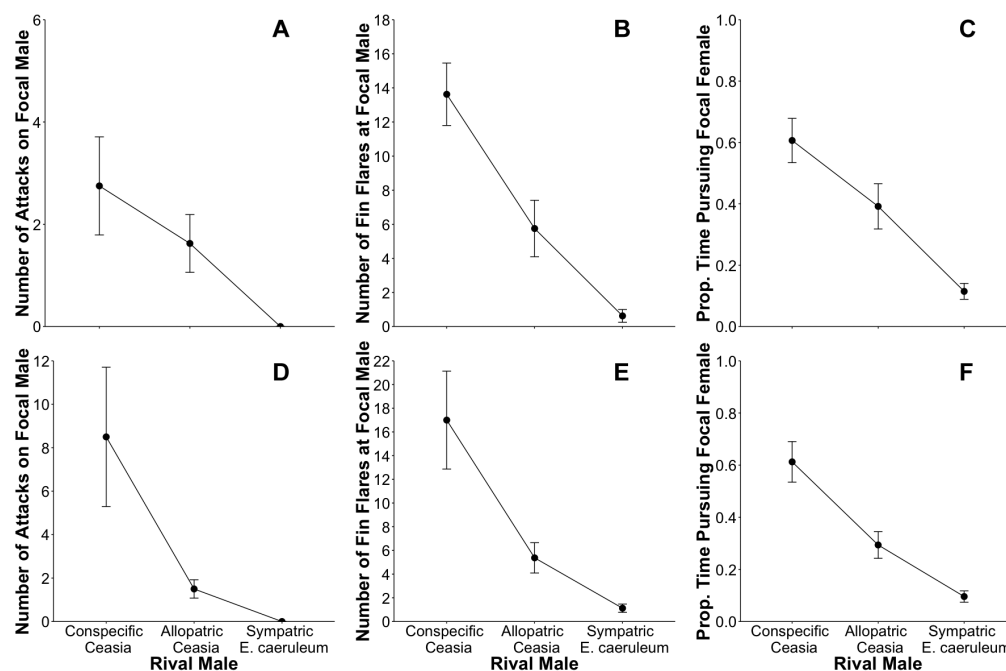 A
Number of Attacks on Focal Male
6
4
2
0
B
Number of Fin Flares at Focal Male
18
16
14
12
10
8
6
4
2
0
C
Prop. Time Pursuing Focal Female
1.0
0.8
0.6
0.4
0.2
0.0
D
Number of Attacks on Focal Male
12
10
8
6
4
2
0
Conspecific Allopatric Sympatric
Ceasia Ceasia E. caeruleum
Rival Male
E
Number of Fin Flares at Focal Male
22
20
18
16
14
12
10
8
6
4
2
0
Conspecific Allopatric Sympatric
Ceasia Ceasia E. caeruleum
Rival Male
F
Prop. Time Pursuing Focal Female
1.0
0.8
0.6
0.4
0.2
0.0
Conspecific Allopatric Sympatric
Ceasia Ceasia E. caeruleum
Rival Male